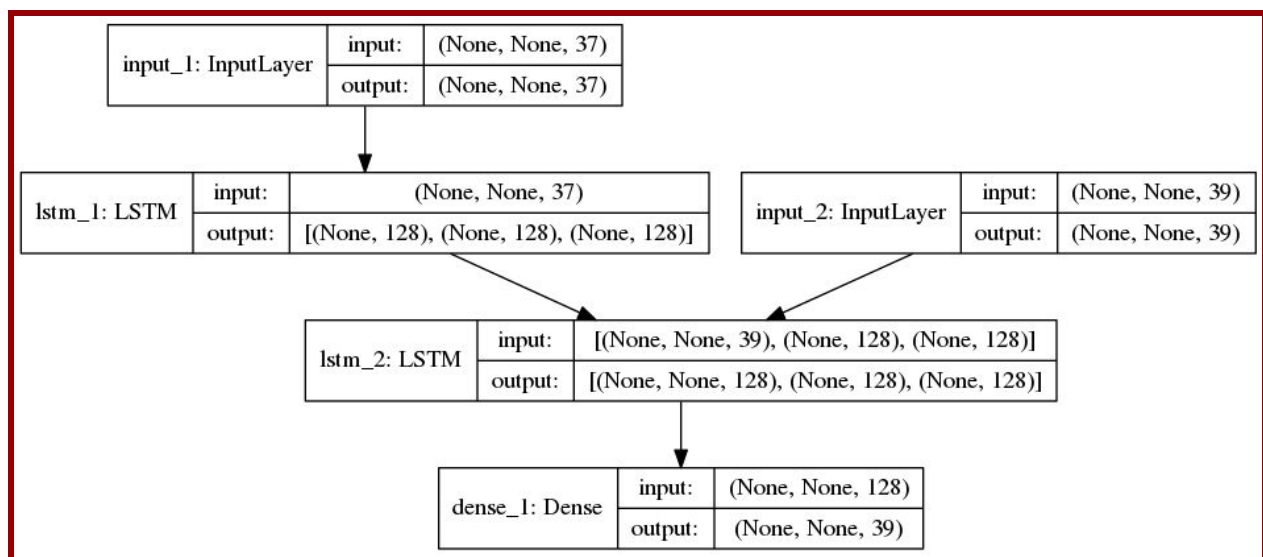 input_1: InputLayer
input: (None, None, 37)
output: (None, None, 37)
lstm_1: LSTM
input: (None, None, 37)
output: [(None, 128), (None, 128), (None, 128)]
input_2: InputLayer
input: (None, None, 39)
output: (None, None, 39)
lstm_2: LSTM
input: [(None, None, 39), (None, 128), (None, 128)]
output: [(None, None, 128), (None, 128), (None, 128)]
dense_1: Dense
input: (None, None, 128)
output: (None, None, 39)